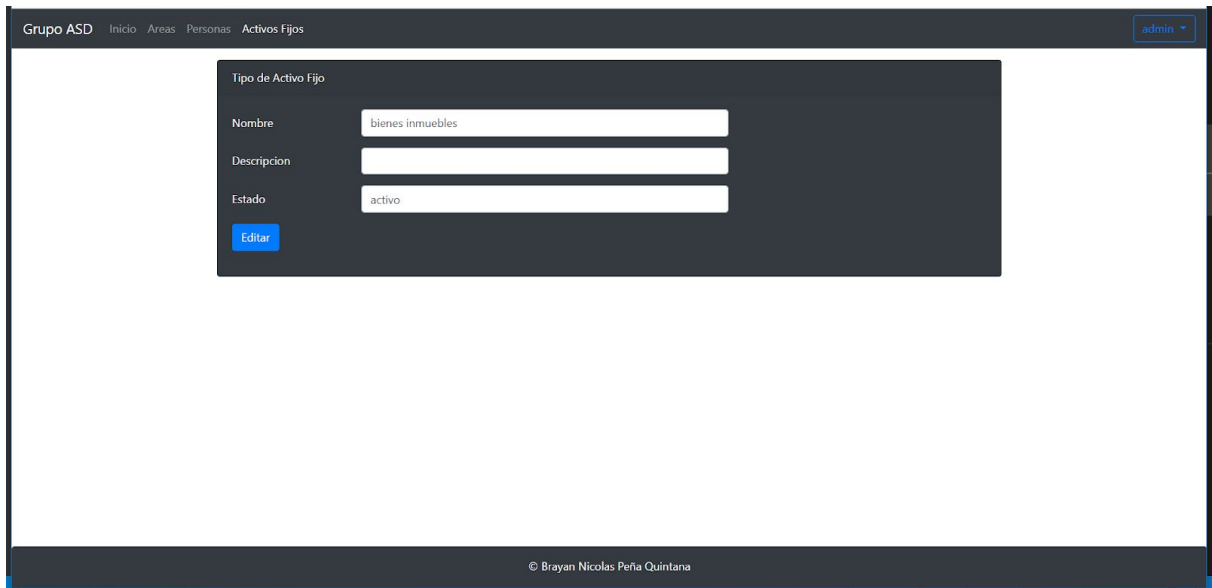 Grupo ASD Inicio Areas Personas Activos Fijos admin
Tipo de Activo Fijo
Nombre bienes inmuebles
Descripcion
Estado activo
Editar
© Brayan Nicolas Peña Quintana